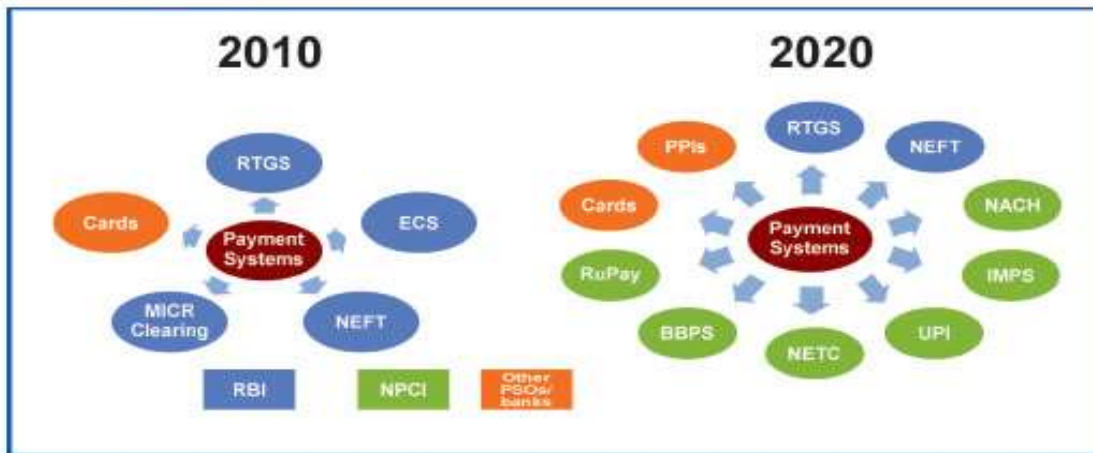 2010
RTGS
Cards
ECS
Payment
Systems
MICR
Clearing
NEFT
2020
RTGS
PPIs
NEFT
Cards
NACH
Payment
Systems
RuPay
IMPS
BBPS
UPI
NETC
RBI
NPCI
Other
PSOs/
banks